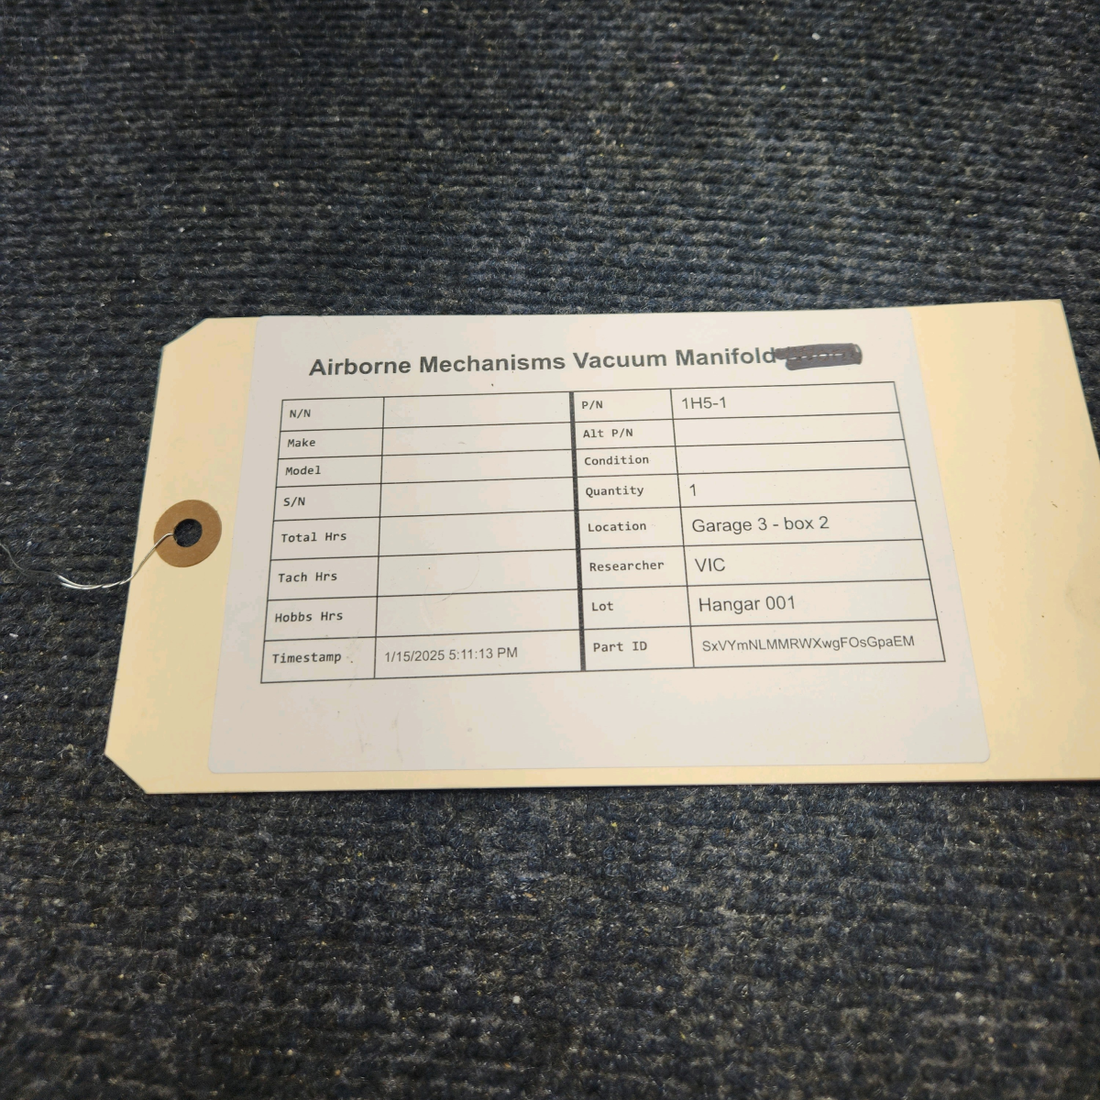 Airborne Mechanisms Vacuum Manifold
N/N P/N 1H5-1
Make Alt P/N
Model Condition
S/N Quantity 1
Total Hrs Location Garage 3 - box 2
Tach Hrs Researcher VIC
Hobbs Hrs Lot Hangar 001
Timestamp 1/15/2025 5:11:13 PM Part ID SxVYmNLMMRWXwgFOsGpaEM